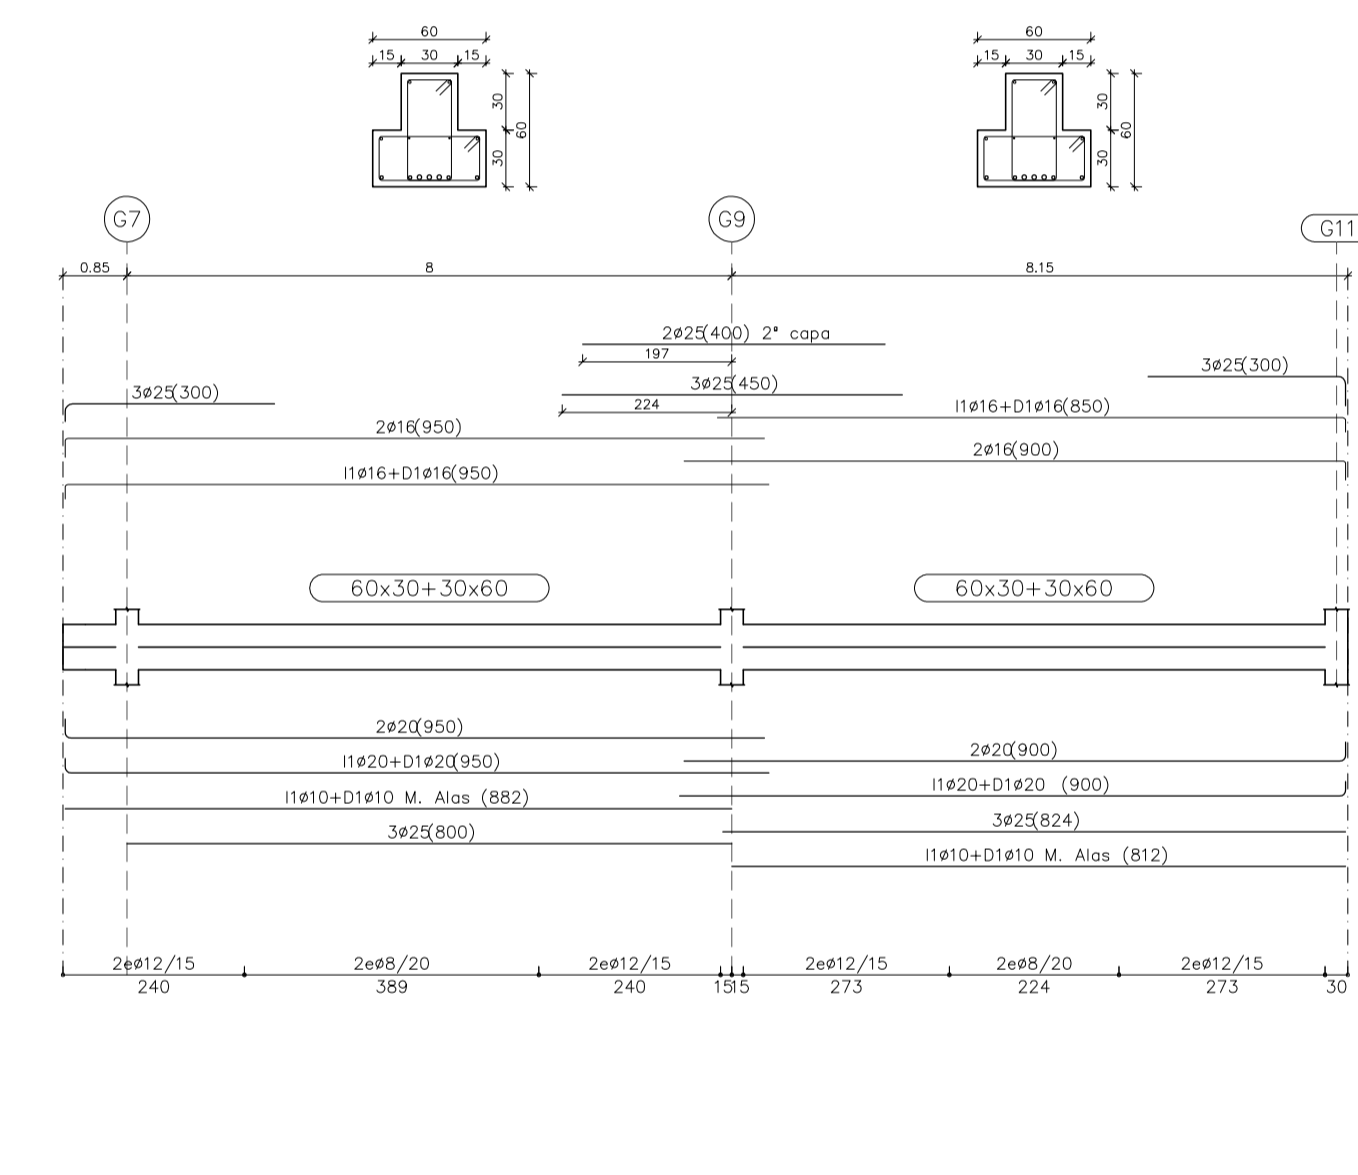 60 60
15 30 15 15 30 15
30 30
60 60
30 30
G7 G9 G11
0.85 8 8.15
2ø25(400) 2ª capa
197
3ø25(300)
3ø25(450)
3ø25(300)
224
I1ø16+D1ø16(850)
2ø16(950)
2ø16(900)
I1ø16+D1ø16(950)
60x30+30x60 60x30+30x60
2ø20(950)
2ø20(900)
I1ø20+D1ø20(950)
I1ø20+D1ø20 (900)
I1ø10+D1ø10 M. Alas (882)
3ø25(824)
3ø25(800)
I1ø10+D1ø10 M. Alas (812)
2eø12/15 2eø8/20 2eø12/15 2eø12/15 2eø8/20 2eø12/15
240 389 240 15 15 273 224 273 30